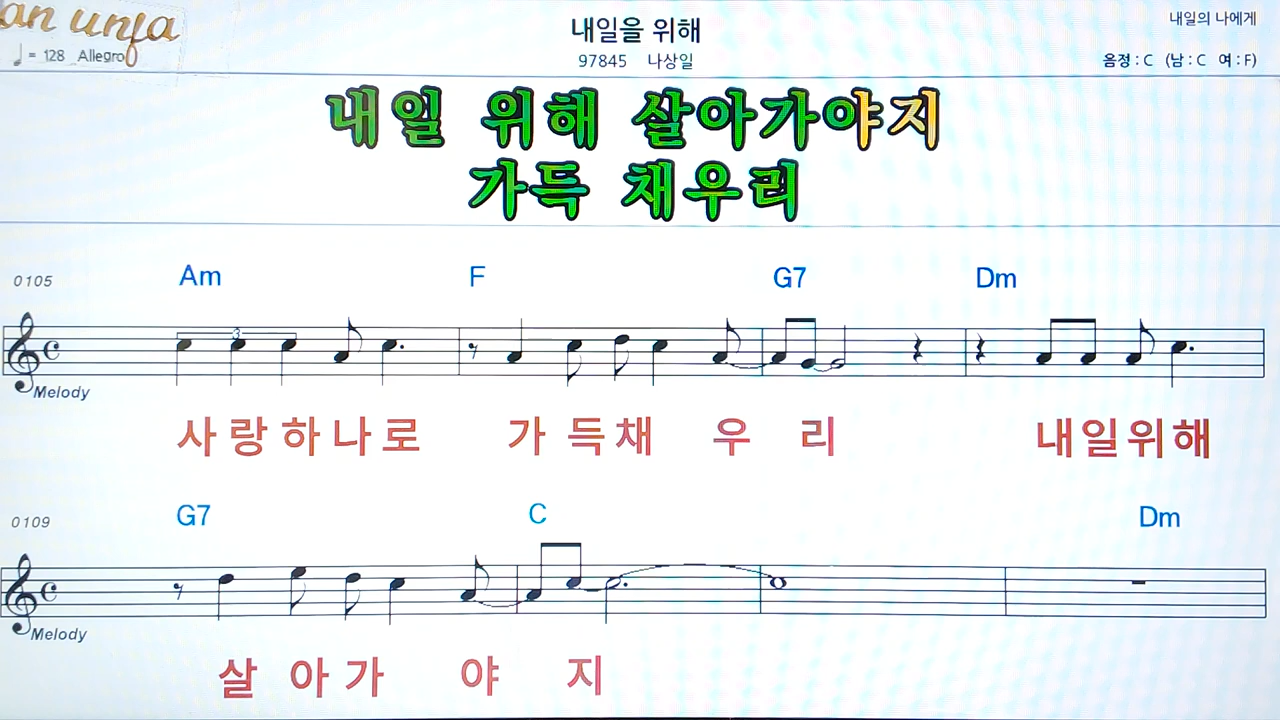 내일을 위해
내일의 나에게
♩= 128 Allegro
97845 나상일
음정 : C (남 : C 여 : F)
내일 위해 살아가야지
가득 채우리
0105
Am F G7 Dm
3
Melody
사랑하나로 가득채우리 내일위해
0109
G7 C Dm
Melody
살아가야지